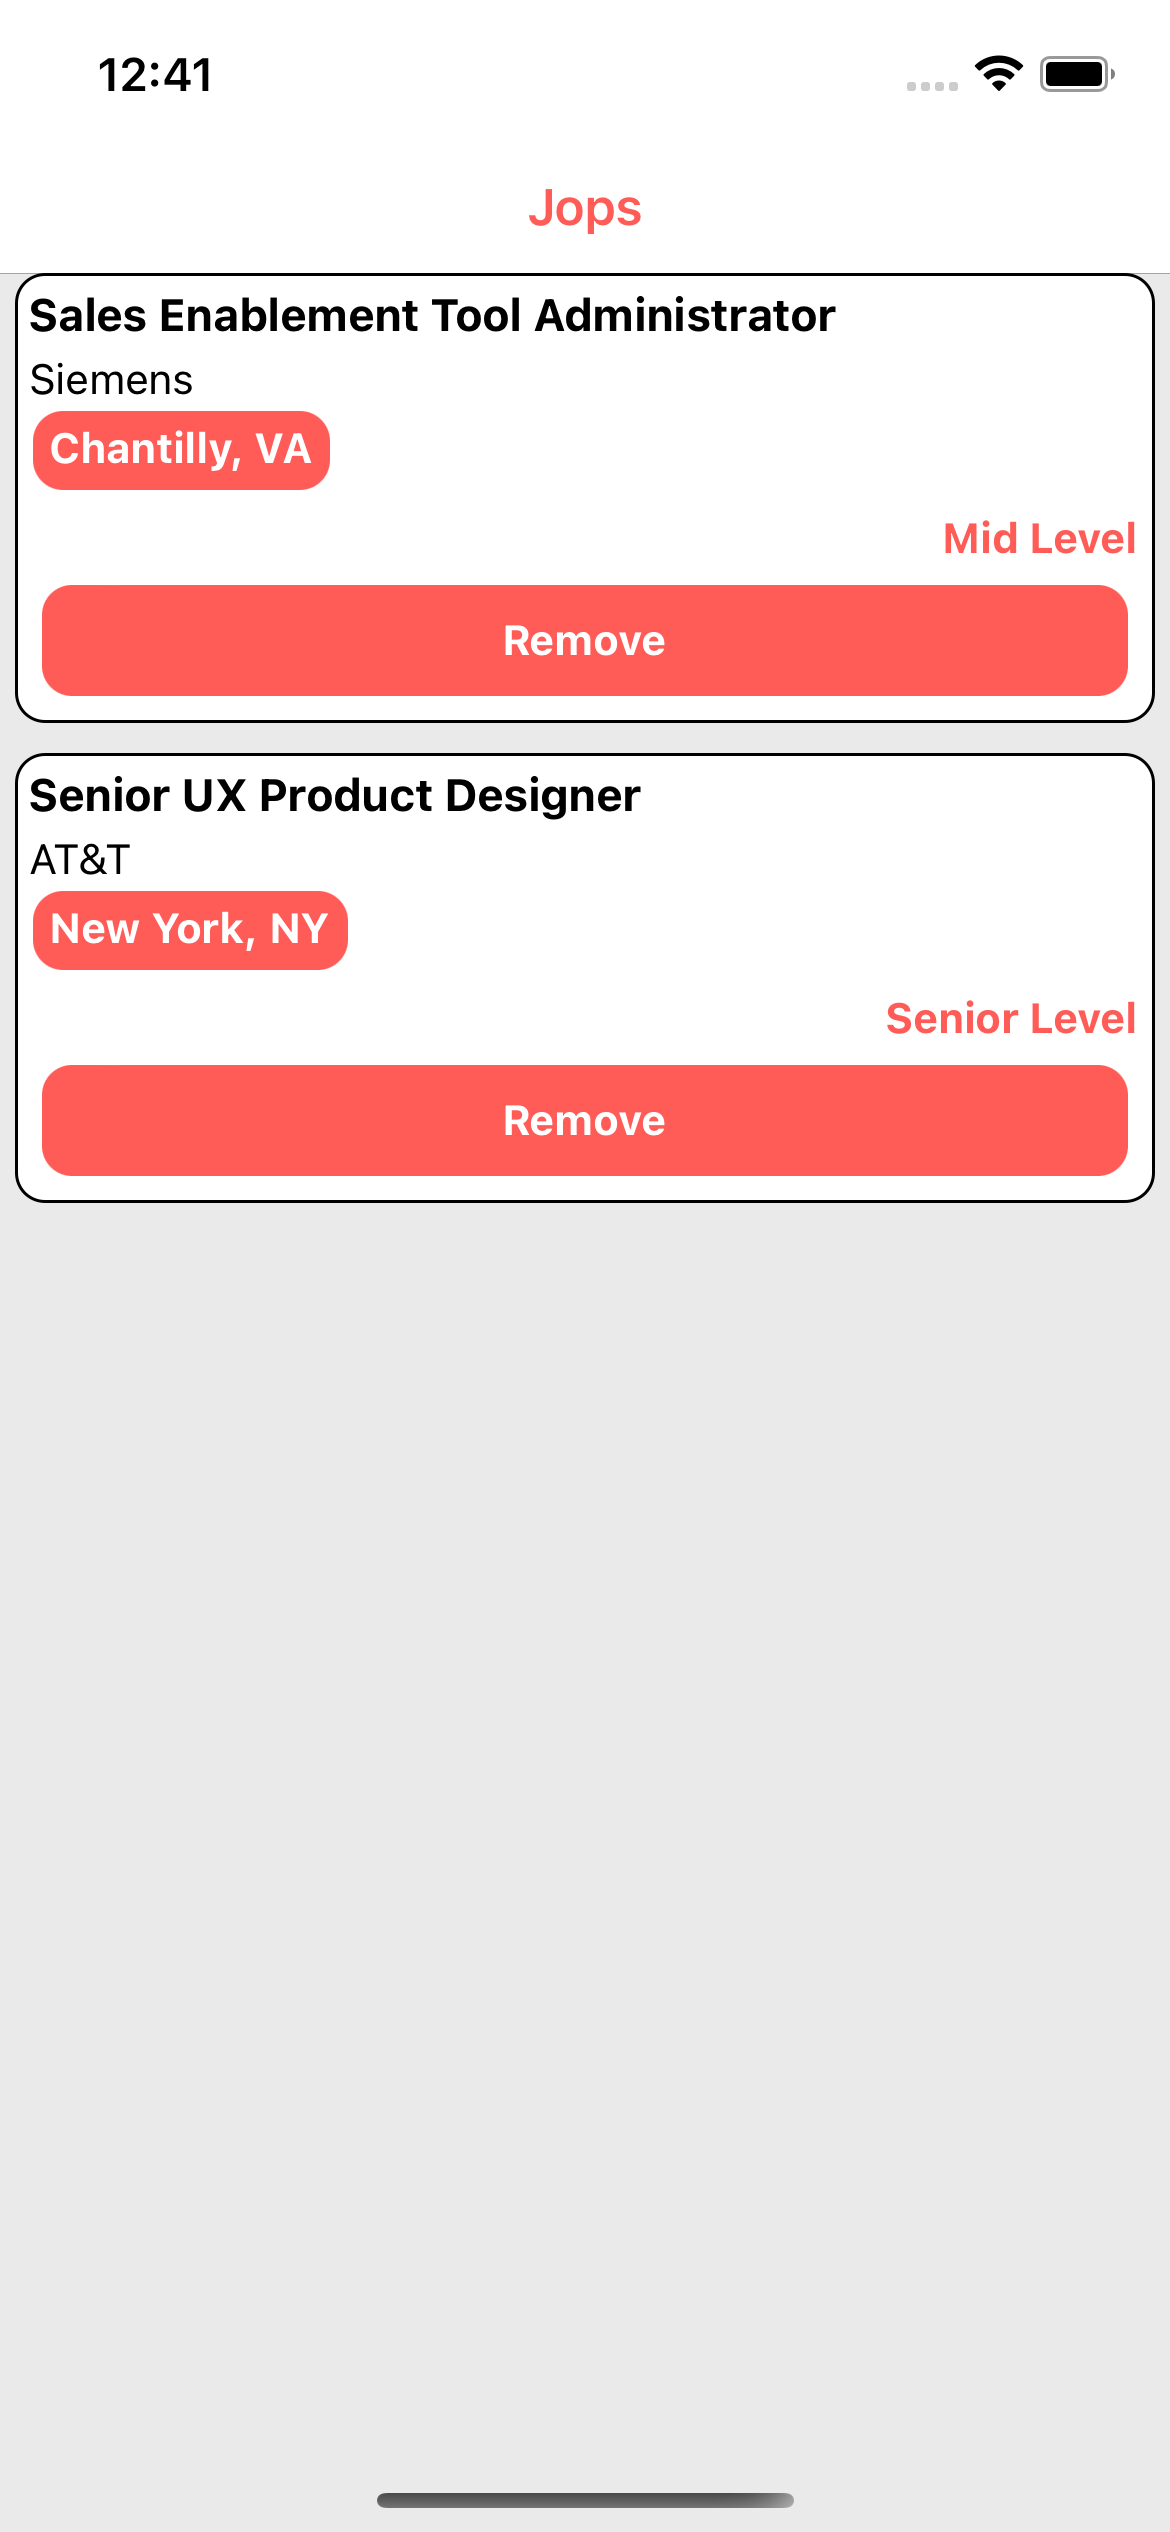 12:41
Jops
Sales Enablement Tool Administrator
Siemens
Chantilly, VA
Mid Level
Remove
Senior UX Product Designer
AT&T
New York, NY
Senior Level
Remove